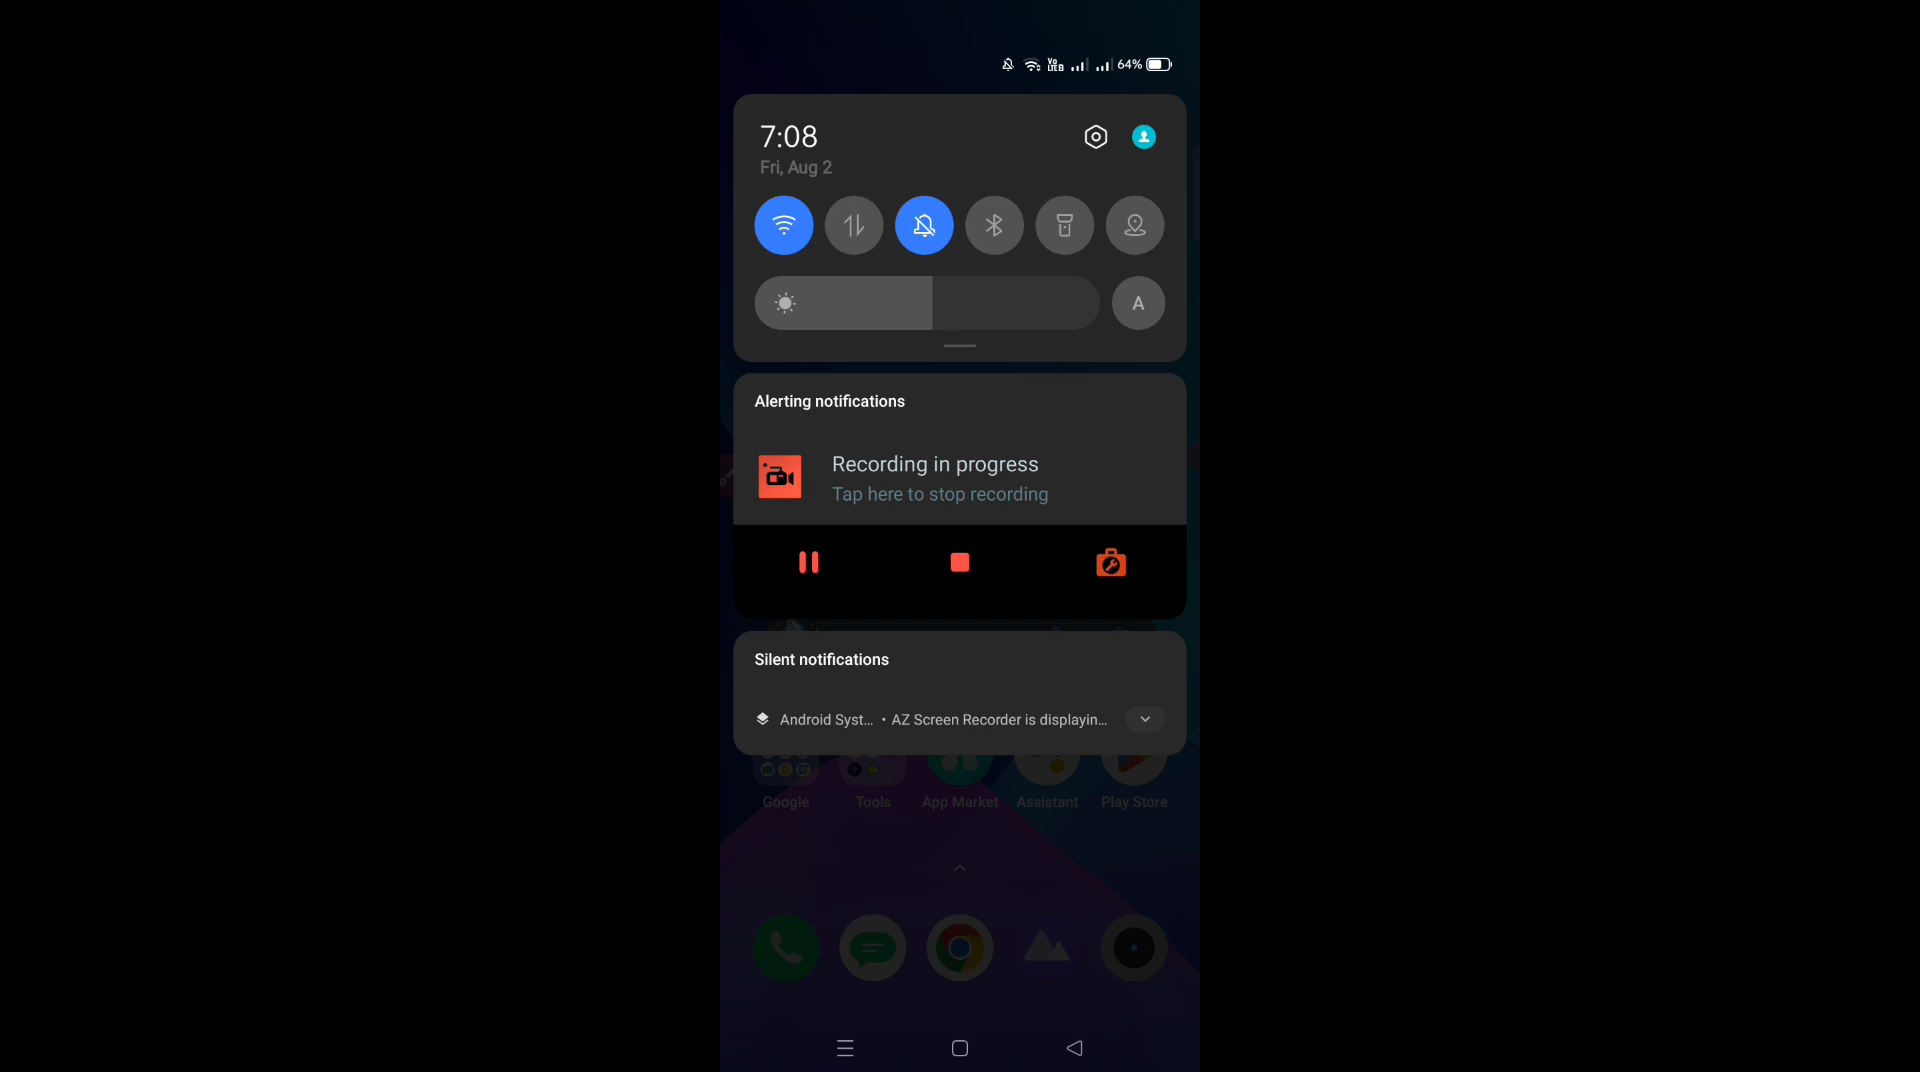 64%
7:08
Fri, Aug 2
A
Alerting notifications
Recording in progress
Tap here to stop recording
Silent notifications
Android Syst... • AZ Screen Recorder is displayin...
Google Tools App Market Assistant Play Store